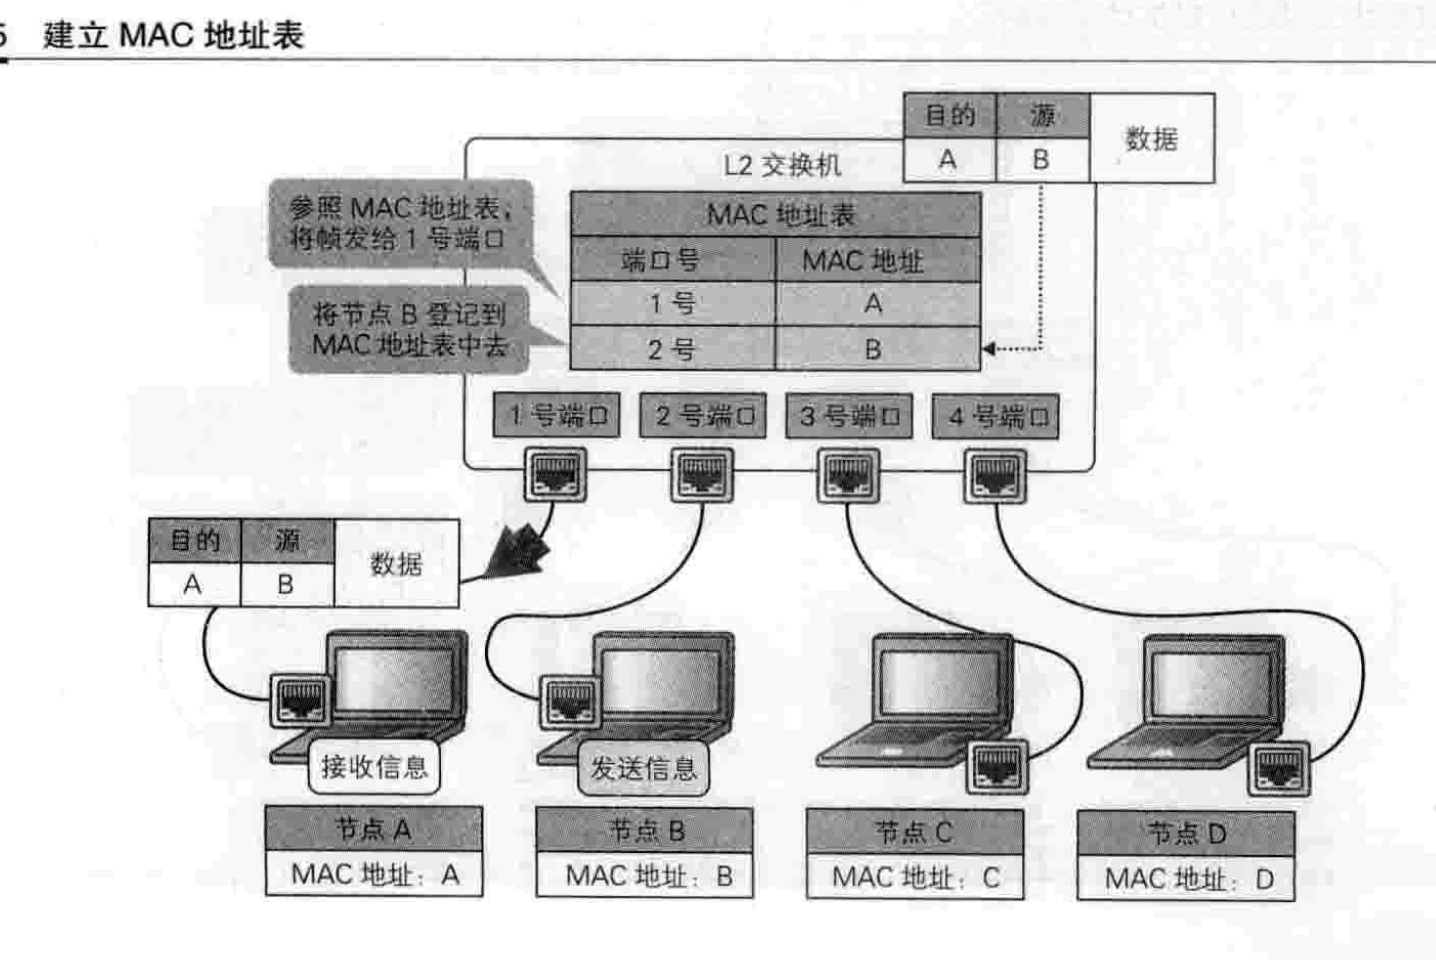 5 建立 MAC 地址表
目的 源 数据
A B
L2 交换机
参照 MAC 地址表，
将帧发给 1 号端口
MAC 地址表
端口号 MAC 地址
1 号 A
2 号 B
将节点 B 登记到
MAC 地址表中去
1 号端口 2 号端口 3 号端口 4 号端口
目的 源 数据
A B
接收信息 发送信息
节点 A 节点 B 节点 C 节点 D
MAC 地址：A MAC 地址：B MAC 地址：C MAC 地址：D